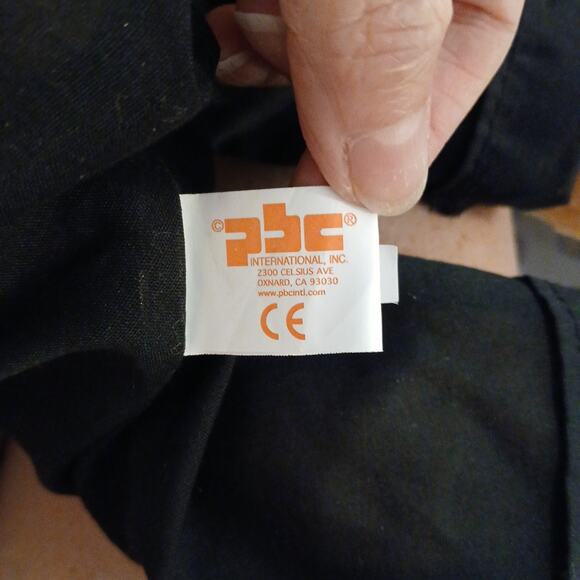 © pbc ®
INTERNATIONAL, INC.
2300 CELSIUS AVE
OXNARD, CA 93030
www.pbcintl.com
CE